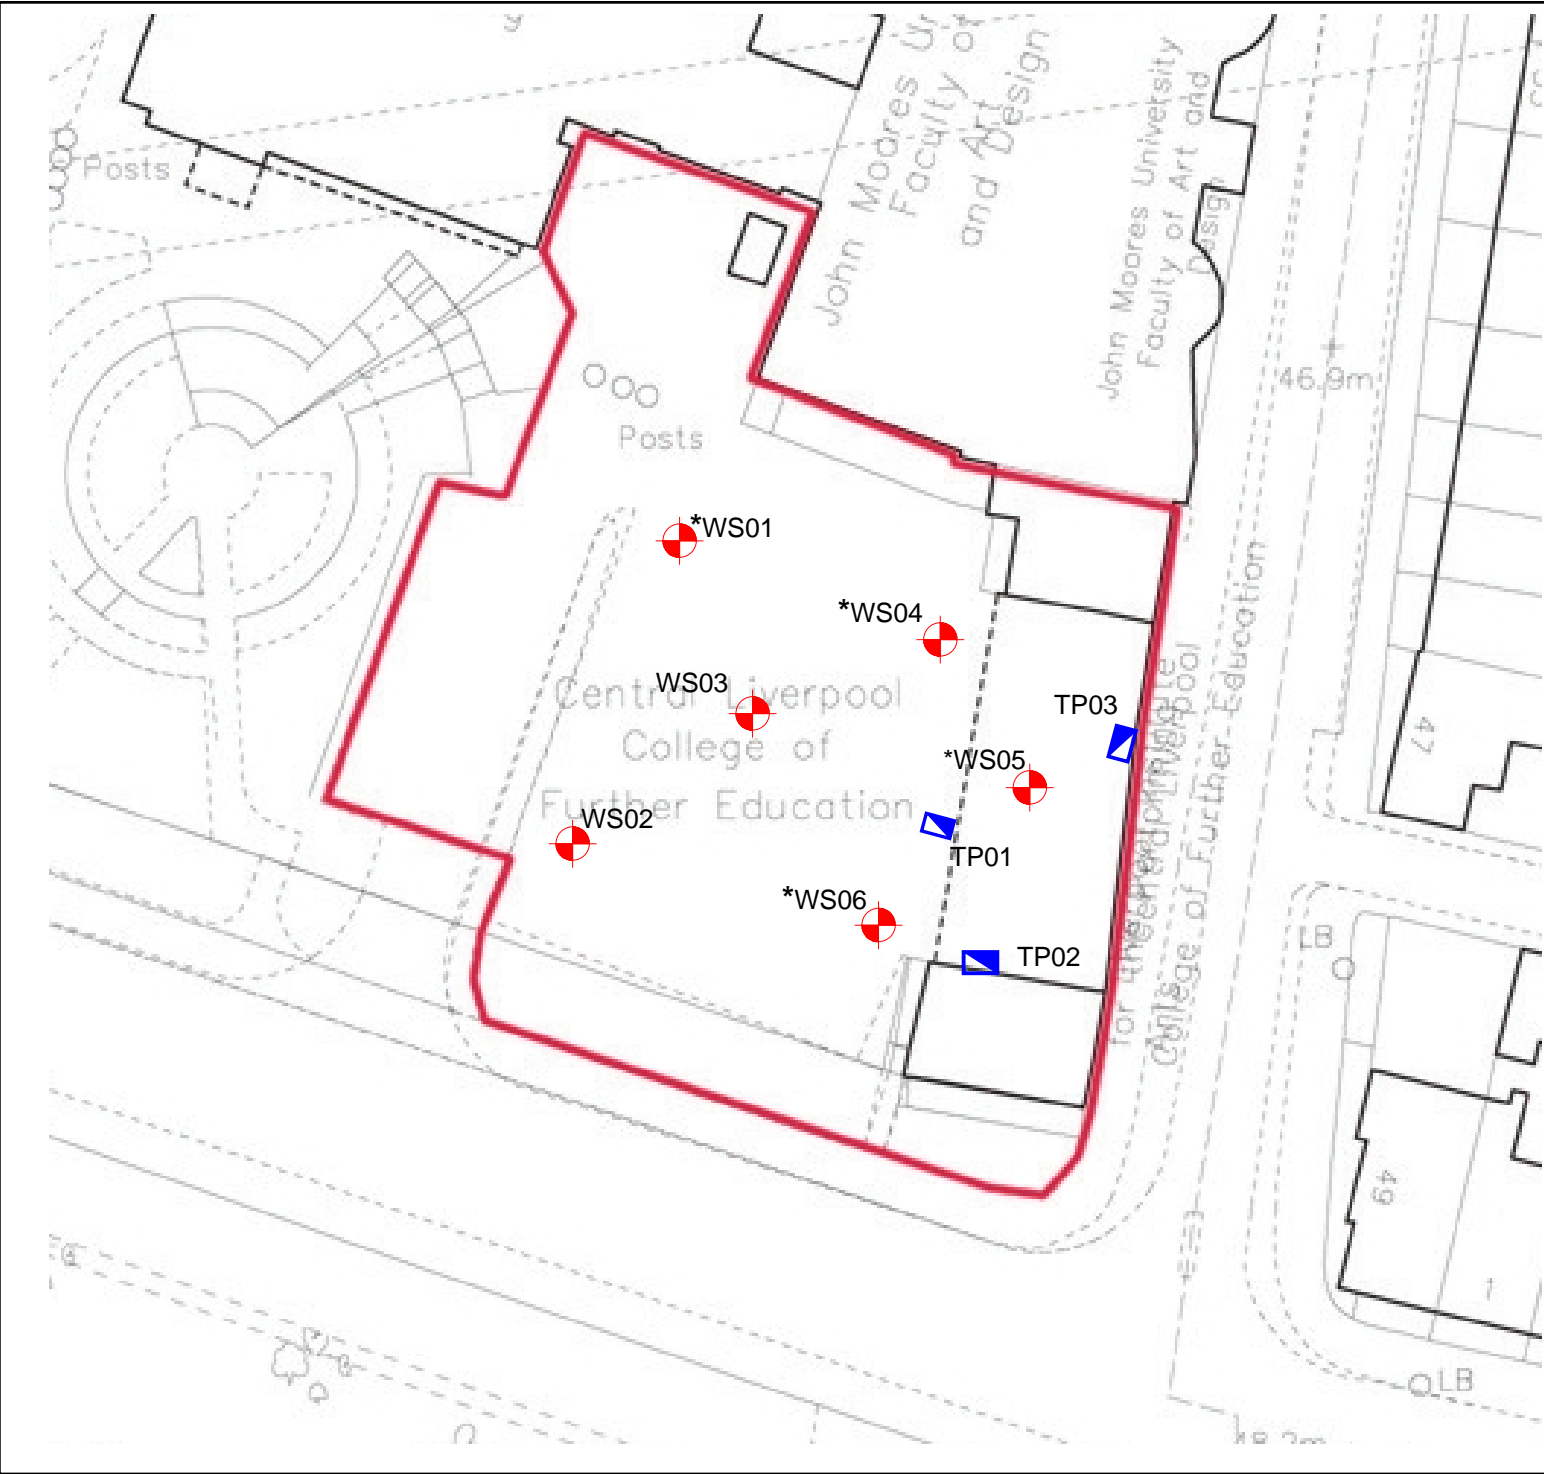 Posts
John Moores
Faculty of
and Art
Design
John Moores University
Faculty of Art and
Design
46.9m
Posts
*WS01
*WS04
WS03
Central Liverpool
College of
Further Education
TP03
*WS05
WS02
TP01
*WS06
TP02
College of Further Education
47
LB
49
1
LB